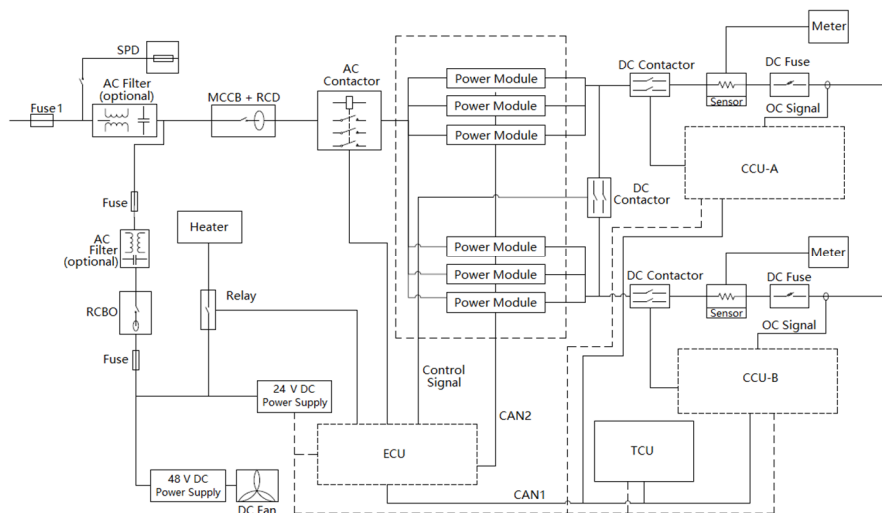 SPD
Meter
AC Filter
(optional)
AC
Contactor
DC Contactor
DC Fuse
Power Module
Fuse1
MCCB + RCD
Power Module
Sensor
OC Signal
Power Module
CCU-A
DC
Contactor
Fuse
Heater
AC
Filter
(optional)
Power Module
Meter
Power Module
DC Contactor
DC Fuse
Relay
RCBO
Power Module
Sensor
OC Signal
Fuse
Control
Signal
24 V DC
Power Supply
CCU-B
CAN2
ECU
TCU
48 V DC
Power Supply
CAN1
DC Fan